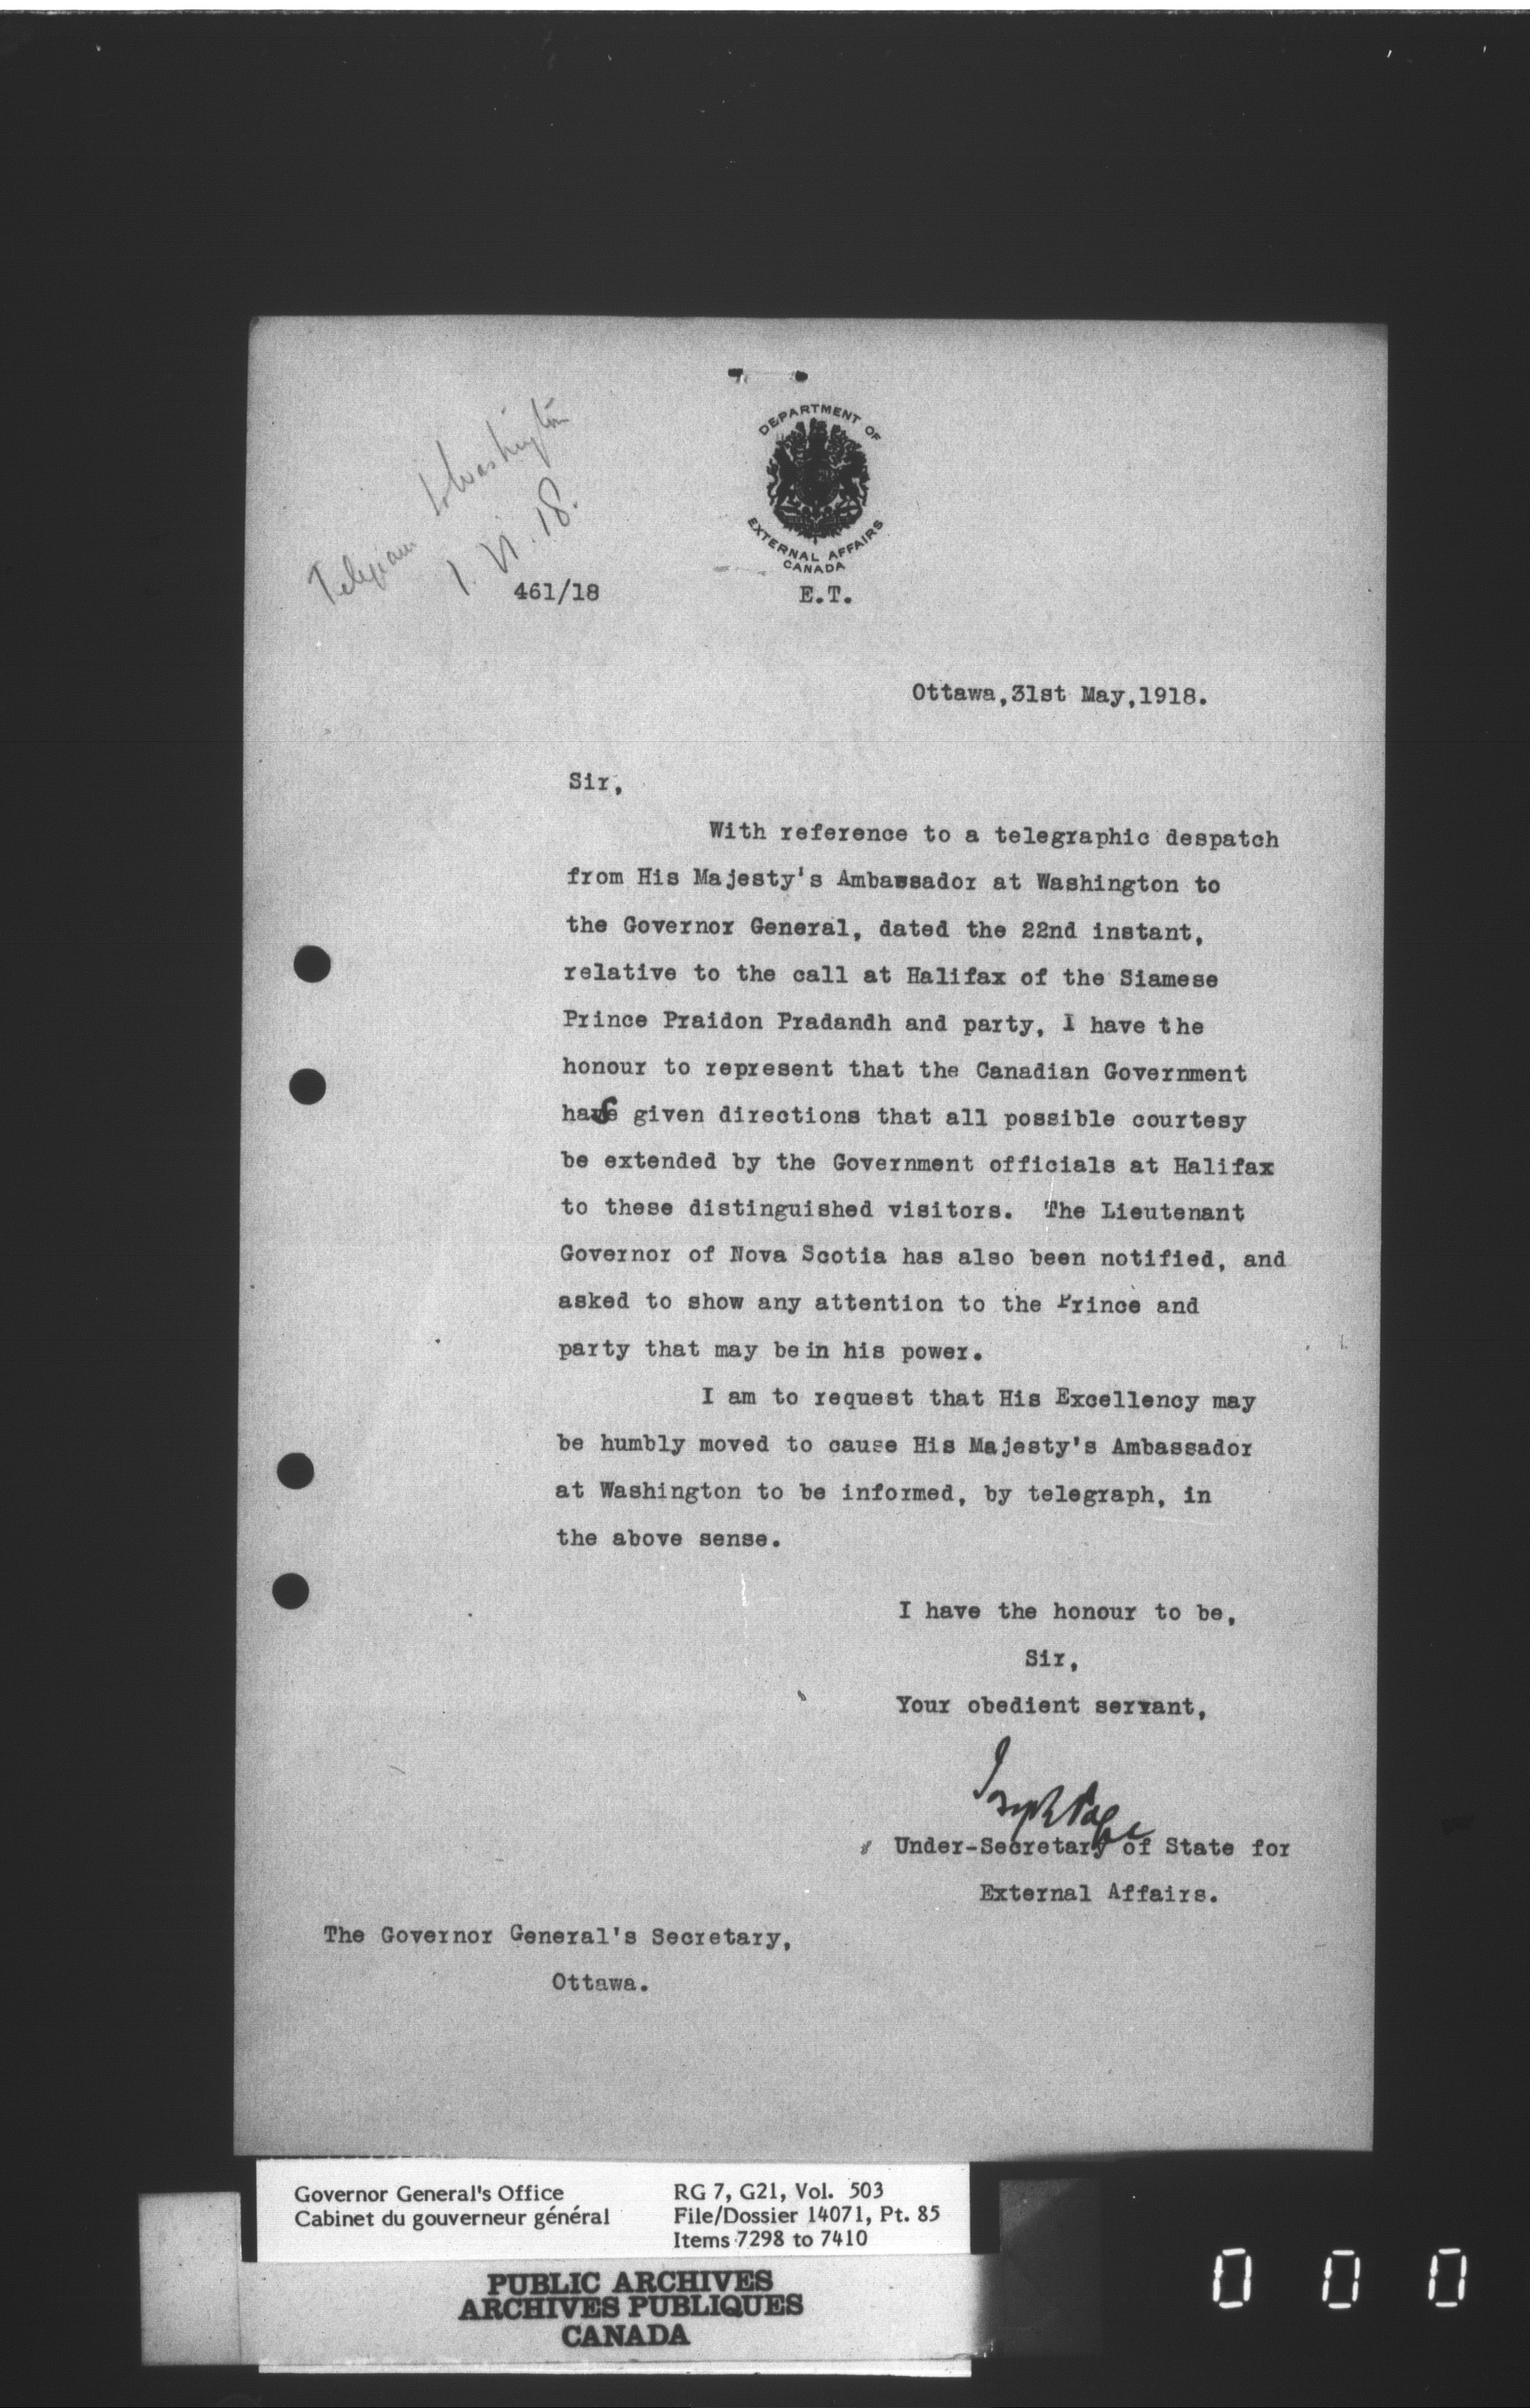 Telegram to Washington
1.VI.18.
DEPARTMENT OF
EXTERNAL AFFAIRS
CANADA
461/18
E.T.
Ottawa,31st May,1918.
Sir,
With reference to a telegraphic despatch
from His Majesty's Ambassador at Washington to
the Governor General, dated the 22nd instant,
relative to the call at Halifax of the Siamese
Prince Praidon Pradandh and party, I have the
honour to represent that the Canadian Government
has given directions that all possible courtesy
be extended by the Government officials at Halifax
to these distinguished visitors. The Lieutenant
Governor of Nova Scotia has also been notified, and
asked to show any attention to the Prince and
party that may be in his power.
I am to request that His Excellency may
be humbly moved to cause His Majesty's Ambassador
at Washington to be informed, by telegraph, in
the above sense.
I have the honour to be,
Sir,
Your obedient servant,
Joseph Pope
Under-Secretary of State for
External Affairs.
The Governor General's Secretary,
Ottawa.
Governor General's Office
Cabinet du gouverneur général
RG 7, G21, Vol. 503
File/Dossier 14071, Pt. 85
Items 7298 to 7410
PUBLIC ARCHIVES
ARCHIVES PUBLIQUES
CANADA
0 0 0